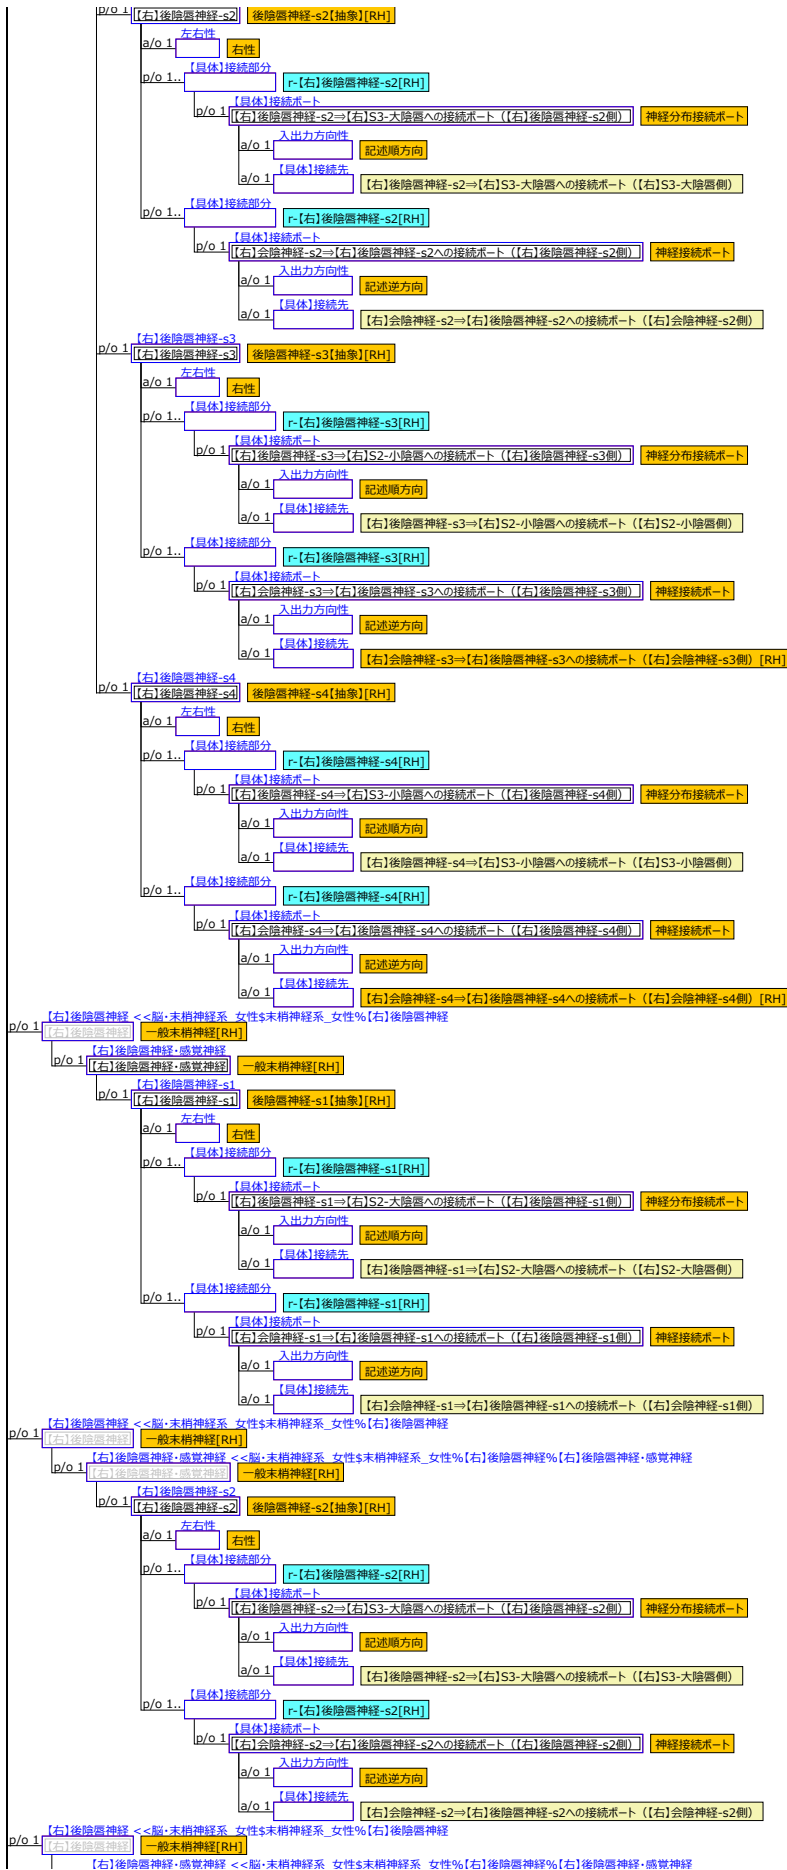 p/o 1 【右】後陰唇神経-s2 後陰唇神経-s2【抽象】[RH]
左右性
a/o 1 右性
【具体】接続部分
p/o 1.. r-【右】後陰唇神経-s2[RH]
【具体】接続ポート
p/o 1 【右】後陰唇神経-s2⇒【右】S3-大陰唇への接続ポート（【右】後陰唇神経-s2側） 神経分布接続ポート
入出力方向性
a/o 1 記述順方向
【具体】接続先
a/o 1 【右】後陰唇神経-s2⇒【右】S3-大陰唇への接続ポート（【右】S3-大陰唇側）
【具体】接続部分
p/o 1.. r-【右】後陰唇神経-s2[RH]
【具体】接続ポート
p/o 1 【右】会陰神経-s2⇒【右】後陰唇神経-s2への接続ポート（【右】後陰唇神経-s2側） 神経接続ポート
入出力方向性
a/o 1 記述逆方向
【具体】接続先
a/o 1 【右】会陰神経-s2⇒【右】後陰唇神経-s2への接続ポート（【右】会陰神経-s2側）
【右】後陰唇神経-s3
p/o 1 【右】後陰唇神経-s3 後陰唇神経-s3【抽象】[RH]
左右性
a/o 1 右性
【具体】接続部分
p/o 1.. r-【右】後陰唇神経-s3[RH]
【具体】接続ポート
p/o 1 【右】後陰唇神経-s3⇒【右】S2-小陰唇への接続ポート（【右】後陰唇神経-s3側） 神経分布接続ポート
入出力方向性
a/o 1 記述順方向
【具体】接続先
a/o 1 【右】後陰唇神経-s3⇒【右】S2-小陰唇への接続ポート（【右】S2-小陰唇側）
【具体】接続部分
p/o 1.. r-【右】後陰唇神経-s3[RH]
【具体】接続ポート
p/o 1 【右】会陰神経-s3⇒【右】後陰唇神経-s3への接続ポート（【右】後陰唇神経-s3側） 神経接続ポート
入出力方向性
a/o 1 記述逆方向
【具体】接続先
a/o 1 【右】会陰神経-s3⇒【右】後陰唇神経-s3への接続ポート（【右】会陰神経-s3側）[RH]
【右】後陰唇神経-s4
p/o 1 【右】後陰唇神経-s4 後陰唇神経-s4【抽象】[RH]
左右性
a/o 1 右性
【具体】接続部分
p/o 1.. r-【右】後陰唇神経-s4[RH]
【具体】接続ポート
p/o 1 【右】後陰唇神経-s4⇒【右】S3-小陰唇への接続ポート（【右】後陰唇神経-s4側） 神経分布接続ポート
入出力方向性
a/o 1 記述順方向
【具体】接続先
a/o 1 【右】後陰唇神経-s4⇒【右】S3-小陰唇への接続ポート（【右】S3-小陰唇側）
【具体】接続部分
p/o 1.. r-【右】後陰唇神経-s4[RH]
【具体】接続ポート
p/o 1 【右】会陰神経-s4⇒【右】後陰唇神経-s4への接続ポート（【右】後陰唇神経-s4側） 神経接続ポート
入出力方向性
a/o 1 記述逆方向
【具体】接続先
a/o 1 【右】会陰神経-s4⇒【右】後陰唇神経-s4への接続ポート（【右】会陰神経-s4側）[RH]
【右】後陰唇神経 <<脳・末梢神経系_女性$末梢神経系_女性%【右】後陰唇神経
p/o 1 【右】後陰唇神経 一般末梢神経[RH]
【右】後陰唇神経・感覚神経
p/o 1 【右】後陰唇神経・感覚神経 一般末梢神経[RH]
【右】後陰唇神経-s1
p/o 1 【右】後陰唇神経-s1 後陰唇神経-s1【抽象】[RH]
左右性
a/o 1 右性
【具体】接続部分
p/o 1.. r-【右】後陰唇神経-s1[RH]
【具体】接続ポート
p/o 1 【右】後陰唇神経-s1⇒【右】S2-大陰唇への接続ポート（【右】後陰唇神経-s1側） 神経分布接続ポート
入出力方向性
a/o 1 記述順方向
【具体】接続先
a/o 1 【右】後陰唇神経-s1⇒【右】S2-大陰唇への接続ポート（【右】S2-大陰唇側）
【具体】接続部分
p/o 1.. r-【右】後陰唇神経-s1[RH]
【具体】接続ポート
p/o 1 【右】会陰神経-s1⇒【右】後陰唇神経-s1への接続ポート（【右】後陰唇神経-s1側） 神経接続ポート
入出力方向性
a/o 1 記述逆方向
【具体】接続先
a/o 1 【右】会陰神経-s1⇒【右】後陰唇神経-s1への接続ポート（【右】会陰神経-s1側）
【右】後陰唇神経 <<脳・末梢神経系_女性$末梢神経系_女性%【右】後陰唇神経
p/o 1 【右】後陰唇神経 一般末梢神経[RH]
【右】後陰唇神経・感覚神経 <<脳・末梢神経系_女性$末梢神経系_女性%【右】後陰唇神経%【右】後陰唇神経・感覚神経
p/o 1 【右】後陰唇神経・感覚神経 一般末梢神経[RH]
【右】後陰唇神経-s2
p/o 1 【右】後陰唇神経-s2 後陰唇神経-s2【抽象】[RH]
左右性
a/o 1 右性
【具体】接続部分
p/o 1.. r-【右】後陰唇神経-s2[RH]
【具体】接続ポート
p/o 1 【右】後陰唇神経-s2⇒【右】S3-大陰唇への接続ポート（【右】後陰唇神経-s2側） 神経分布接続ポート
入出力方向性
a/o 1 記述順方向
【具体】接続先
a/o 1 【右】後陰唇神経-s2⇒【右】S3-大陰唇への接続ポート（【右】S3-大陰唇側）
【具体】接続部分
p/o 1.. r-【右】後陰唇神経-s2[RH]
【具体】接続ポート
p/o 1 【右】会陰神経-s2⇒【右】後陰唇神経-s2への接続ポート（【右】後陰唇神経-s2側） 神経接続ポート
入出力方向性
a/o 1 記述逆方向
【具体】接続先
a/o 1 【右】会陰神経-s2⇒【右】後陰唇神経-s2への接続ポート（【右】会陰神経-s2側）
【右】後陰唇神経 <<脳・末梢神経系_女性$末梢神経系_女性%【右】後陰唇神経
p/o 1 【右】後陰唇神経 一般末梢神経[RH]
【右】後陰唇神経・感覚神経 <<脳・末梢神経系_女性$末梢神経系_女性%【右】後陰唇神経%【右】後陰唇神経・感覚神経